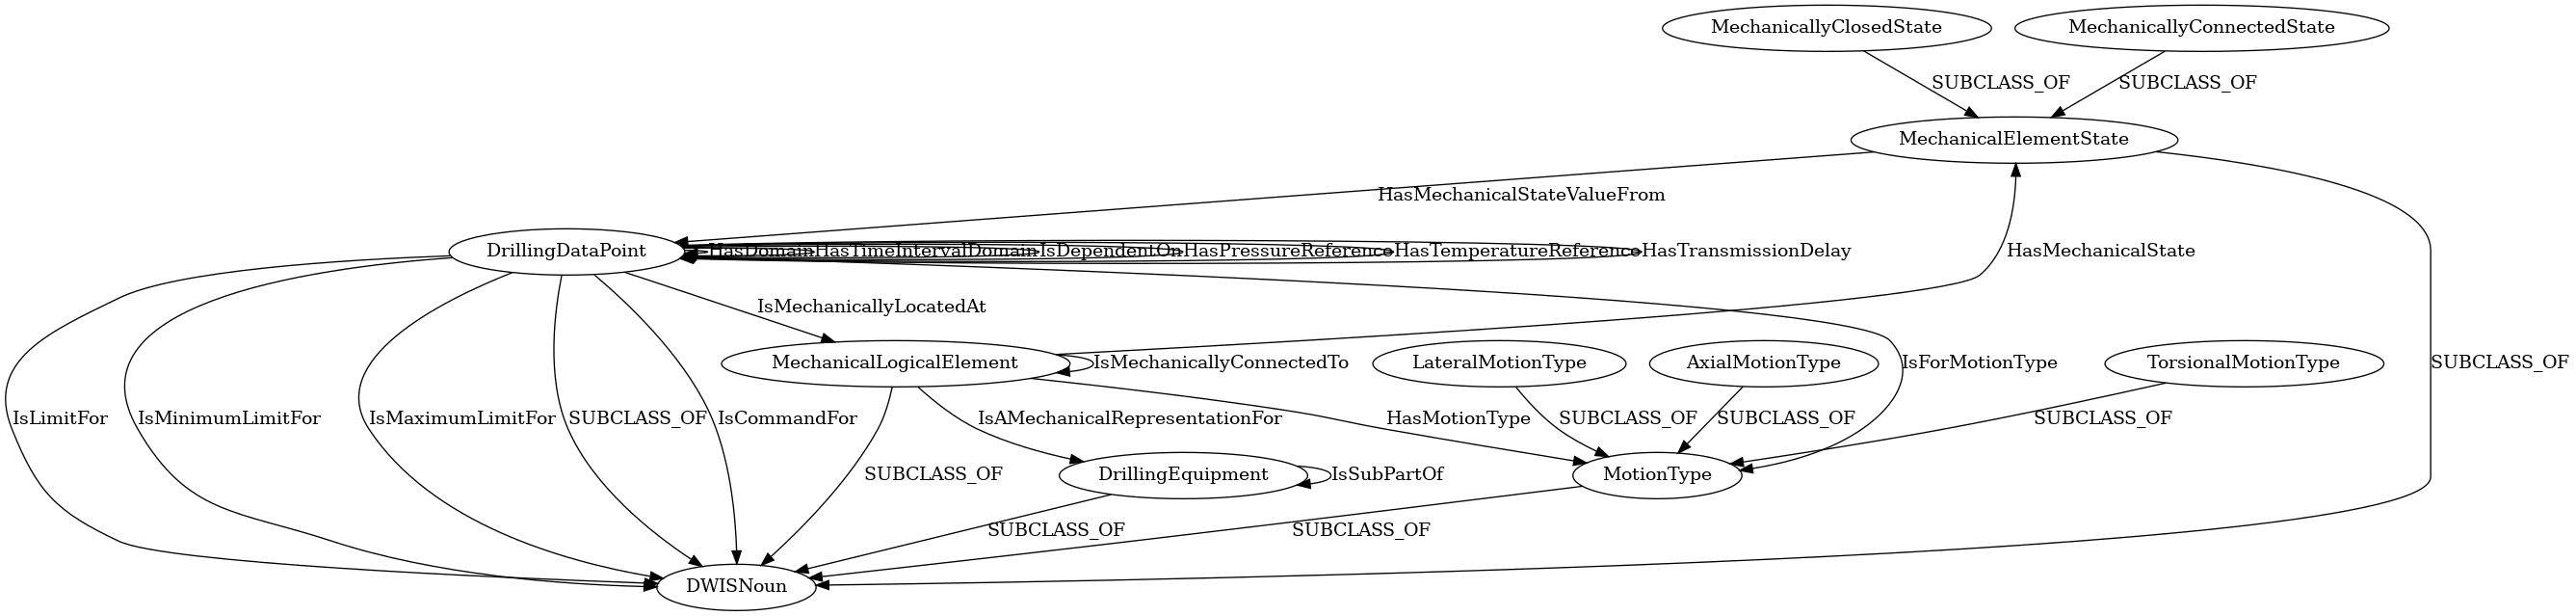 MechanicallyClosedState
MechanicallyConnectedState
SUBCLASS_OF
SUBCLASS_OF
MechanicalElementState
HasMechanicalStateValueFrom
DrillingDataPoint
HasDomain
HasTimeIntervalDomain
IsDependentOn
HasPressureReference
HasTemperatureReference
HasTransmissionDelay
HasMechanicalState
IsMechanicallyLocatedAt
MechanicalLogicalElement
IsMechanicallyConnectedTo
LateralMotionType
AxialMotionType
IsForMotionType
TorsionalMotionType
SUBCLASS_OF
IsLimitFor
IsMinimumLimitFor
IsMaximumLimitFor
SUBCLASS_OF
IsCommandFor
IsAMechanicalRepresentationFor
HasMotionType
SUBCLASS_OF
SUBCLASS_OF
SUBCLASS_OF
SUBCLASS_OF
DrillingEquipment
IsSubPartOf
MotionType
SUBCLASS_OF
SUBCLASS_OF
DWISNoun